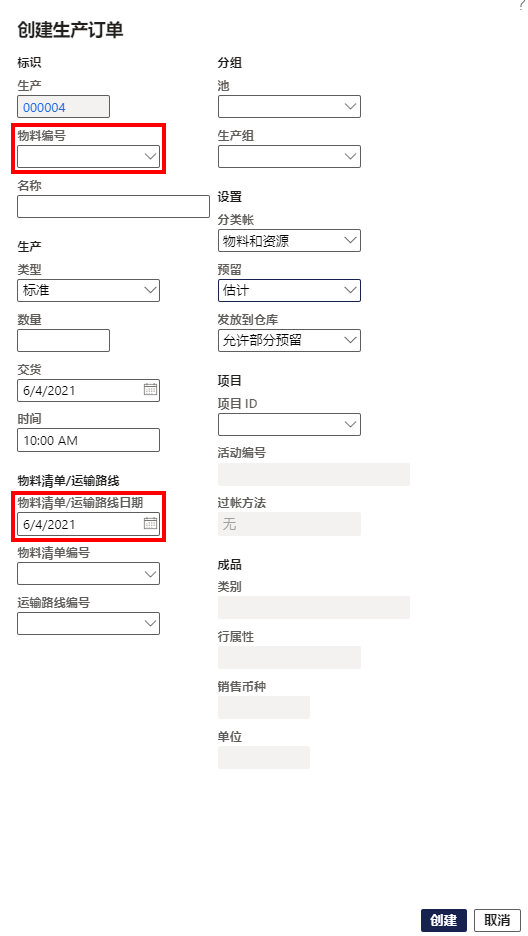 ?
创建生产订单
标识
生产
000004
物料编号
名称
生产
类型
标准
数量
交货
6/4/2021
时间
10:00 AM
物料清单/运输路线
物料清单/运输路线日期
6/4/2021
物料清单编号
运输路线编号
分组
池
生产组
设置
分类帐
物料和资源
预留
估计
发放到仓库
允许部分预留
项目
项目 ID
活动编号
过帐方法
无
成品
类别
行属性
销售币种
单位
创建
取消